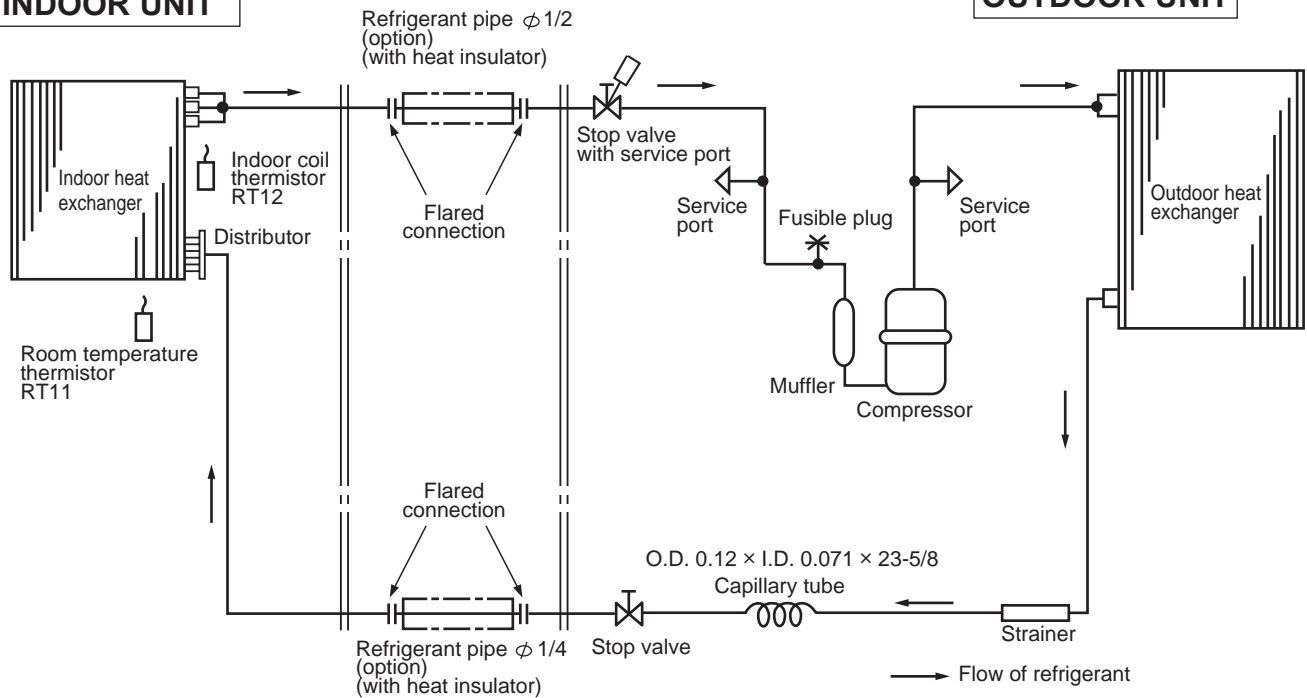 INDOOR UNIT
OUTDOOR UNIT
Refrigerant pipe ϕ 1/2
(option)
(with heat insulator)
Stop valve
with service port
Indoor heat
exchanger
Indoor coil
thermistor
RT12
Flared
connection
Service
port
Fusible plug
Service
port
Outdoor heat
exchanger
Distributor
Room temperature
thermistor
RT11
Muffler
Compressor
Flared
connection
O.D. 0.12 × I.D. 0.071 × 23-5/8
Capillary tube
Strainer
Refrigerant pipe ϕ 1/4
(option)
(with heat insulator)
Stop valve
Flow of refrigerant